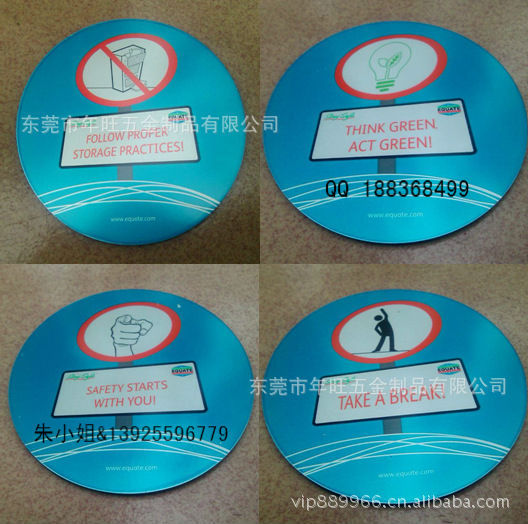 EQUATE
东莞市年旺五金制品有限公司
FOLLOW PROPER
STORAGE PRACTICES!
www.equate.com
EQUATE
THINK GREEN,
ACT GREEN!
QQ 188368499
www.equate.com
EQUATE
SAFETY STARTS
WITH YOU!
朱小姐&13925596779
www.equate.com
EQUATE
东莞市年旺五金制品有限公司
TAKE A BREAK!
www.equate.com
vip889966.cn.alibaba.com